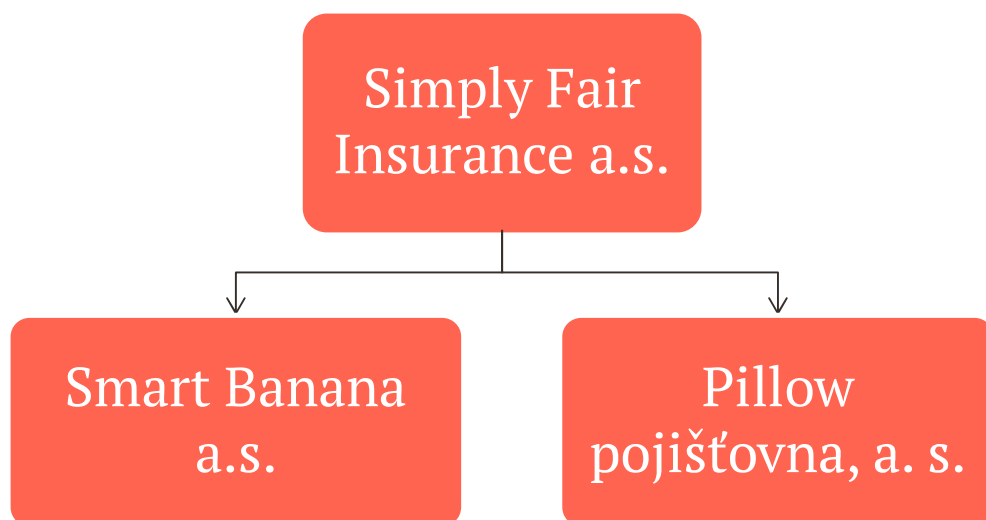 Simply Fair
Insurance a.s.
Smart Banana
a.s.
Pillow
pojišťovna, a. s.